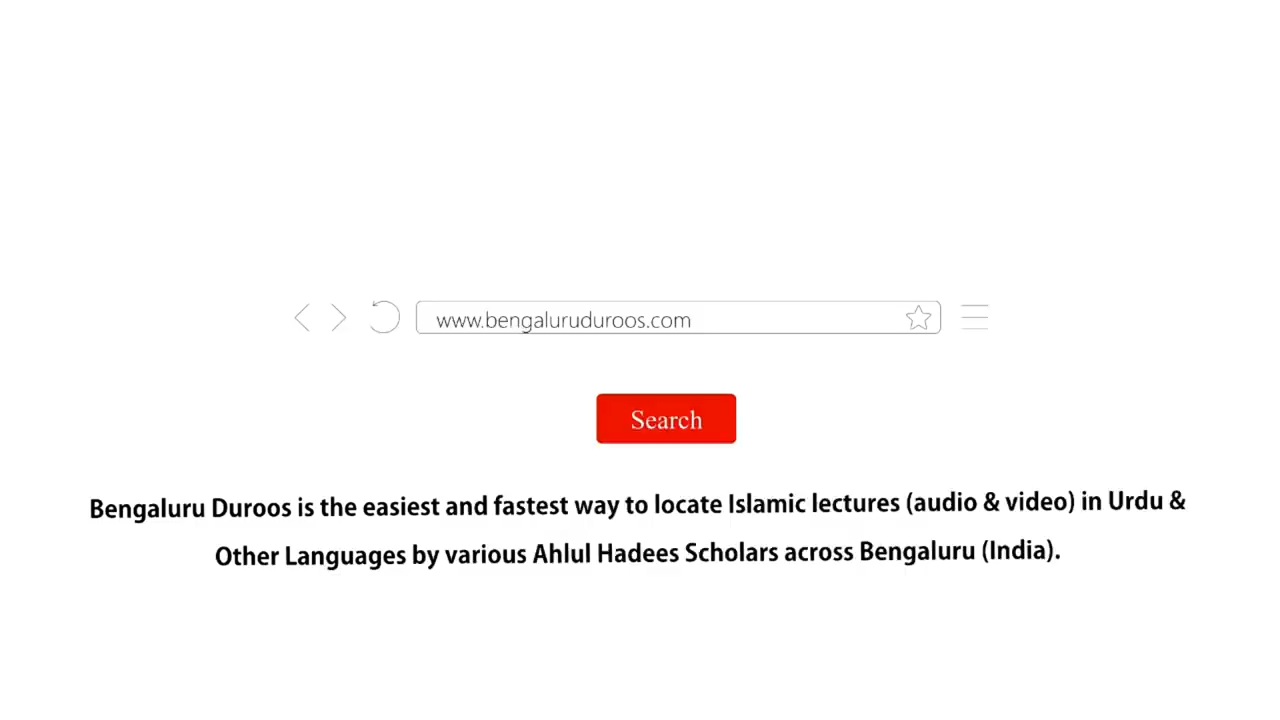 www.bengaluruduroos.com
Search
Bengaluru Duroos is the easiest and fastest way to locate Islamic lectures (audio & video) in Urdu &
Other Languages by various Ahlul Hadees Scholars across Bengaluru (India).